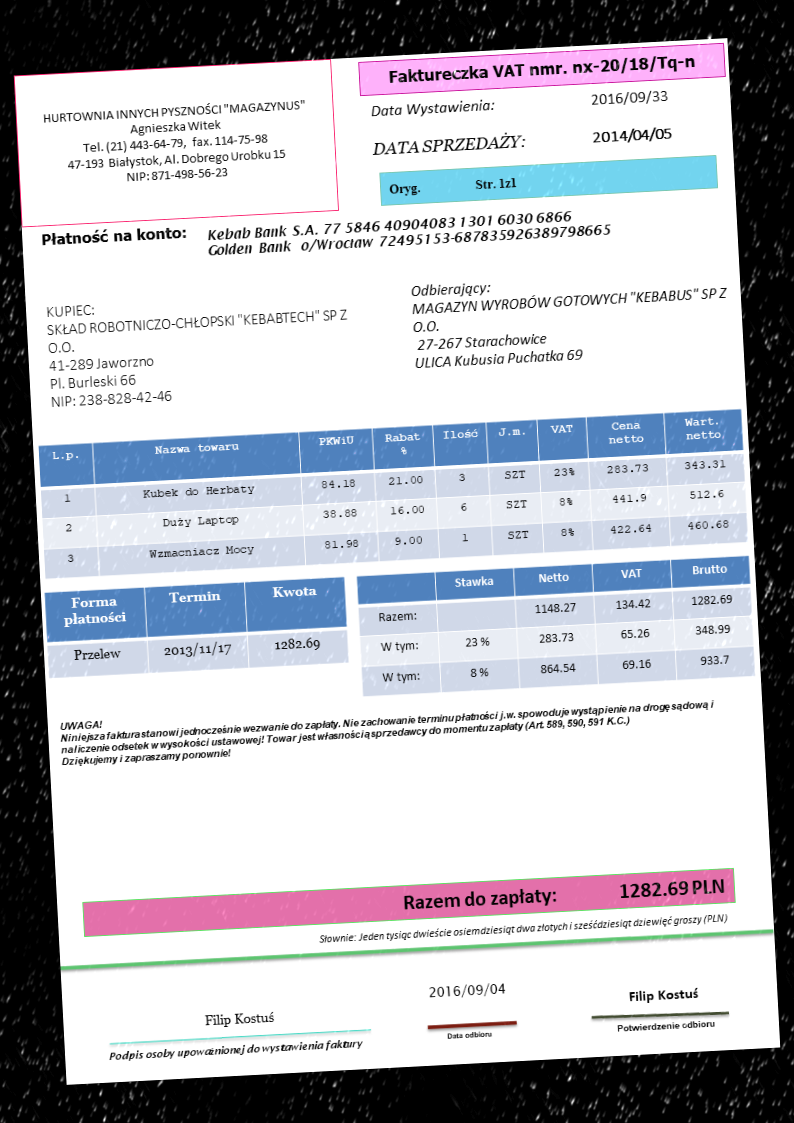 HURTOWNIA INNYCH PYSZNOŚCI "MAGAZYNUS"
Agnieszka Witek
Tel. (21) 443-64-79, fax. 114-75-98
47-193 Białystok, Al. Dobrego Urobku 15
NIP: 871-498-56-23
Faktureczka VAT nmr. nx-20/18/Tq-n
Data Wystawienia: 2016/09/33
DATA SPRZEDAŻY: 2014/04/05
Oryg. Str. 1z1
Płatność na konto: Kebab Bank S.A. 77 5846 40904083 1301 6030 6866
Golden Bank o/Wrocław 72495153-687835926389798665
KUPIEC:
SKŁAD ROBOTNICZO-CHŁOPSKI "KEBABTECH" SP Z
O.O.
41-289 Jaworzno
Pl. Burleski 66
NIP: 238-828-42-46
Odbierający:
MAGAZYN WYROBÓW GOTOWYCH "KEBABUS" SP Z
O.O.
27-267 Starachowice
ULICA Kubusia Puchatka 69
L.p. Nazwa towaru PKWiU Rabat % Ilość J.m. VAT Cena netto Wart. netto
1 Kubek do Herbaty 84.18 21.00 3 SZT 23% 283.73 343.31
2 Duży Laptop 38.88 16.00 6 SZT 8% 441.9 512.6
3 Wzmacniacz Mocy 81.98 9.00 1 SZT 8% 422.64 460.68
Forma płatności Termin Kwota
Przelew 2013/11/17 1282.69
Stawka Netto VAT Brutto
Razem: 1148.27 134.42 1282.69
W tym: 23 % 283.73 65.26 348.99
W tym: 8 % 864.54 69.16 933.7
UWAGA!
Niniejsza faktura stanowi jednocześnie wezwanie do zapłaty. Nie zachowanie terminu płatności j.w. spowoduje wystąpienie na drogę sądową i
naliczenie odsetek w wysokości ustawowej! Towar jest własnością sprzedawcy do momentu zapłaty (Art. 589, 590, 591 K.C.)
Dziękujemy i zapraszamy ponownie!
Razem do zapłaty: 1282.69 PLN
Słownie: Jeden tysiąc dwieście osiemdziesiąt dwa złotych i sześćdziesiąt dziewięć groszy (PLN)
Filip Kostuś
Podpis osoby upoważnionej do wystawienia faktury
2016/09/04
Data odbioru
Filip Kostuś
Potwierdzenie odbioru